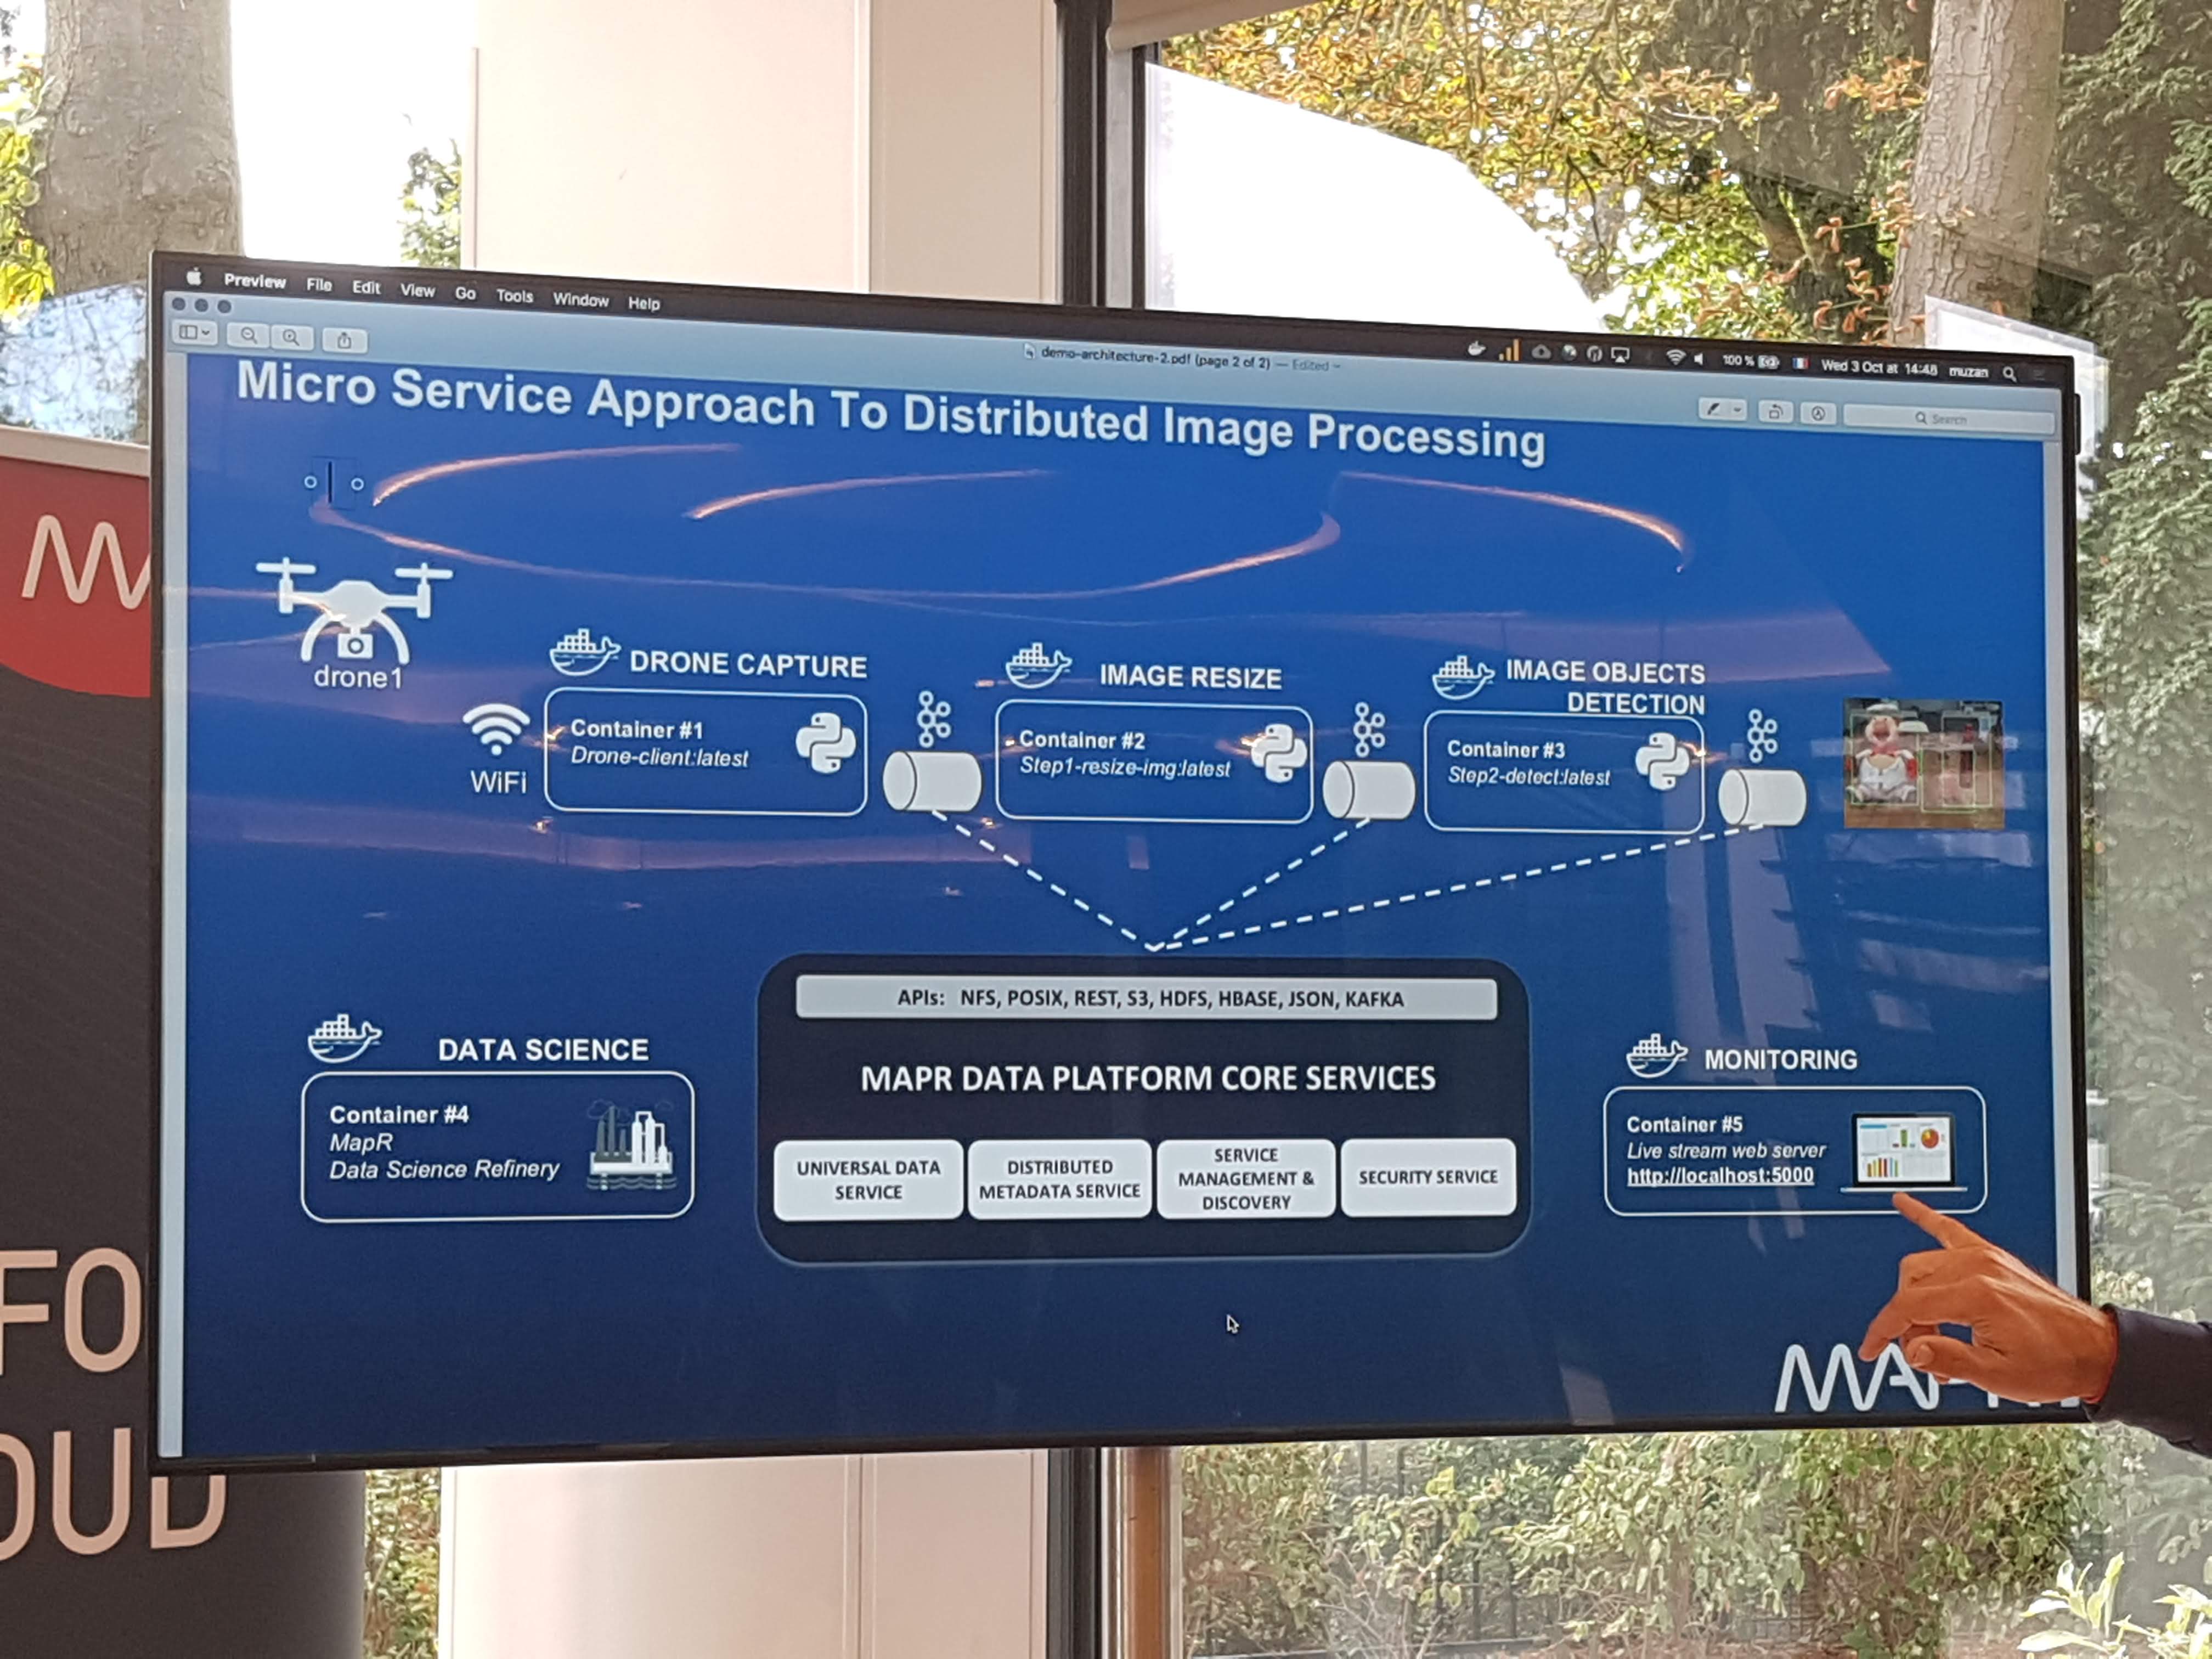 Preview File Edit View Go Tools Window Help
100 % Wed 3 Oct at 14:48 muzan
demo-architecture-2.pdf (page 2 of 2) — Edited
Search
Micro Service Approach To Distributed Image Processing
drone1
WiFi
DRONE CAPTURE
Container #1
Drone-client:latest
IMAGE RESIZE
Container #2
Step1-resize-img:latest
IMAGE OBJECTS
DETECTION
Container #3
Step2-detect:latest
APIs: NFS, POSIX, REST, S3, HDFS, HBASE, JSON, KAFKA
MAPR DATA PLATFORM CORE SERVICES
UNIVERSAL DATA
SERVICE
DISTRIBUTED
METADATA SERVICE
SERVICE
MANAGEMENT &
DISCOVERY
SECURITY SERVICE
DATA SCIENCE
Container #4
MapR
Data Science Refinery
MONITORING
Container #5
Live stream web server
http://localhost:5000